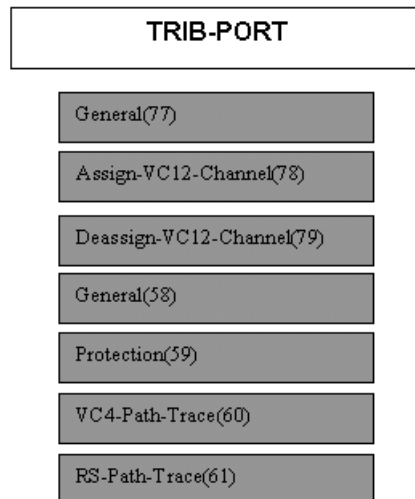 TRIB-PORT
General(77)
Assign-VC12-Channel(78)
Deassign-VC12-Channel(79)
General(58)
Protection(59)
VC4-Path-Trace(60)
RS-Path-Trace(61)